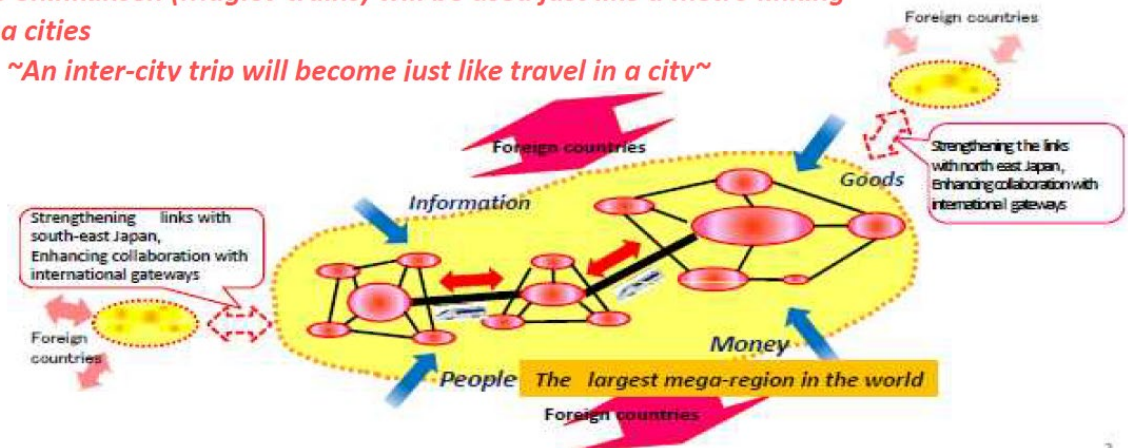 a cities
~An inter-city trip will become just like travel in a city~
Foreign countries
Foreign countries
Strengthening the links
with north east Japan,
Enhancing collaboration with
international gateways
Goods
Information
Strengthening links with
south-east Japan,
Enhancing collaboration with
international gateways
Foreign
countries
Money
People
The largest mega-region in the world
Foreign countries